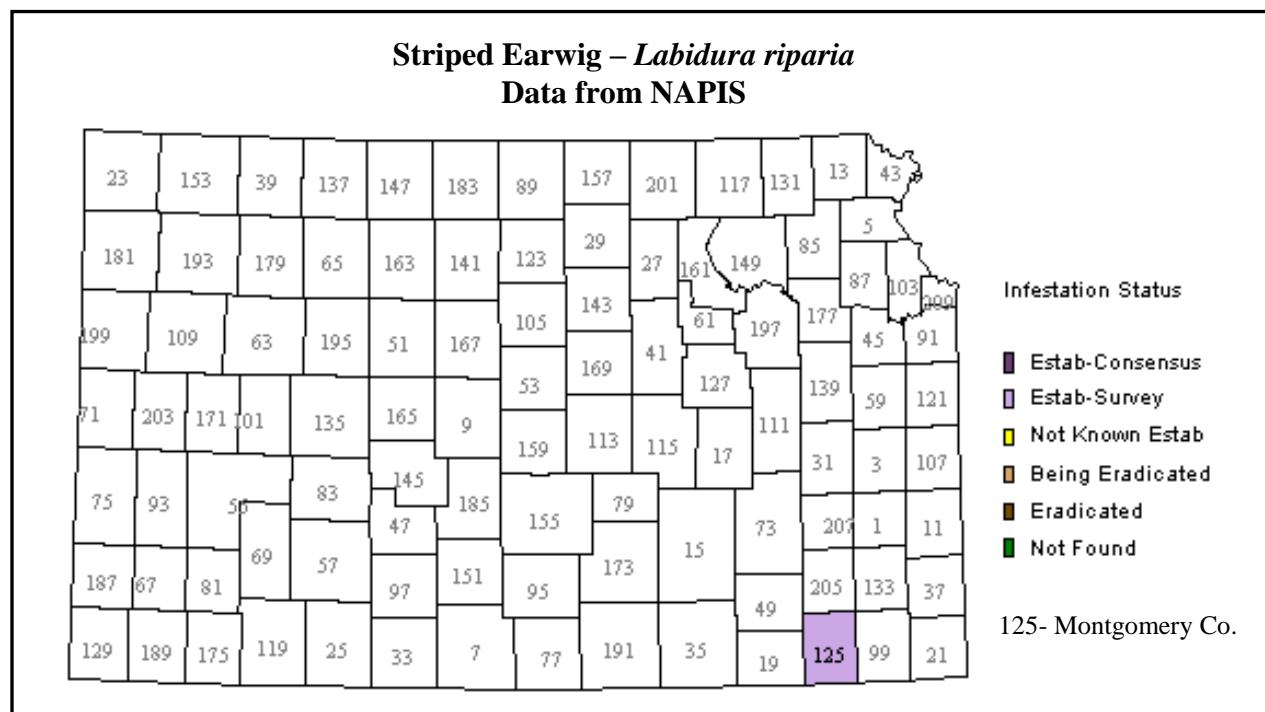 Striped Earwig – Labidura riparia
Data from NAPIS
23 153 39 137 147 183 89 157 201 117 131 13 43
181 193 179 65 163 141 123 29 27 161 149 85 5
87 103 209
199 109 63 195 51 167 105 143 41 61 197 177 45 91
71 203 171 101 135 165 9 53 169 127 111 139 59 121
159 113 115 17 31 3 107
75 93 55 83 145 185 155 79 15 73 207 1 11
69 57 47 173
187 67 81 97 151 95 49 205 133 37
129 189 175 119 25 33 7 77 191 35 19 125 99 21
Infestation Status
Estab-Consensus
Estab-Survey
Not Known Estab
Being Eradicated
Eradicated
Not Found
125- Montgomery Co.